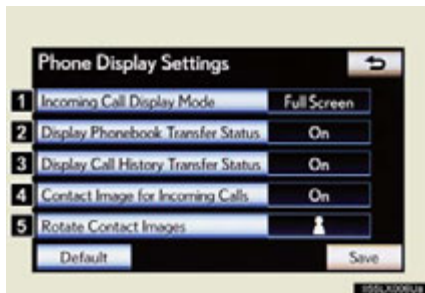 Phone Display Settings
1 Incoming Call Display Mode Full Screen
2 Display Phonebook Transfer Status On
3 Display Call History Transfer Status On
4 Contact Image for Incoming Calls On
5 Rotate Contact Images
Default Save